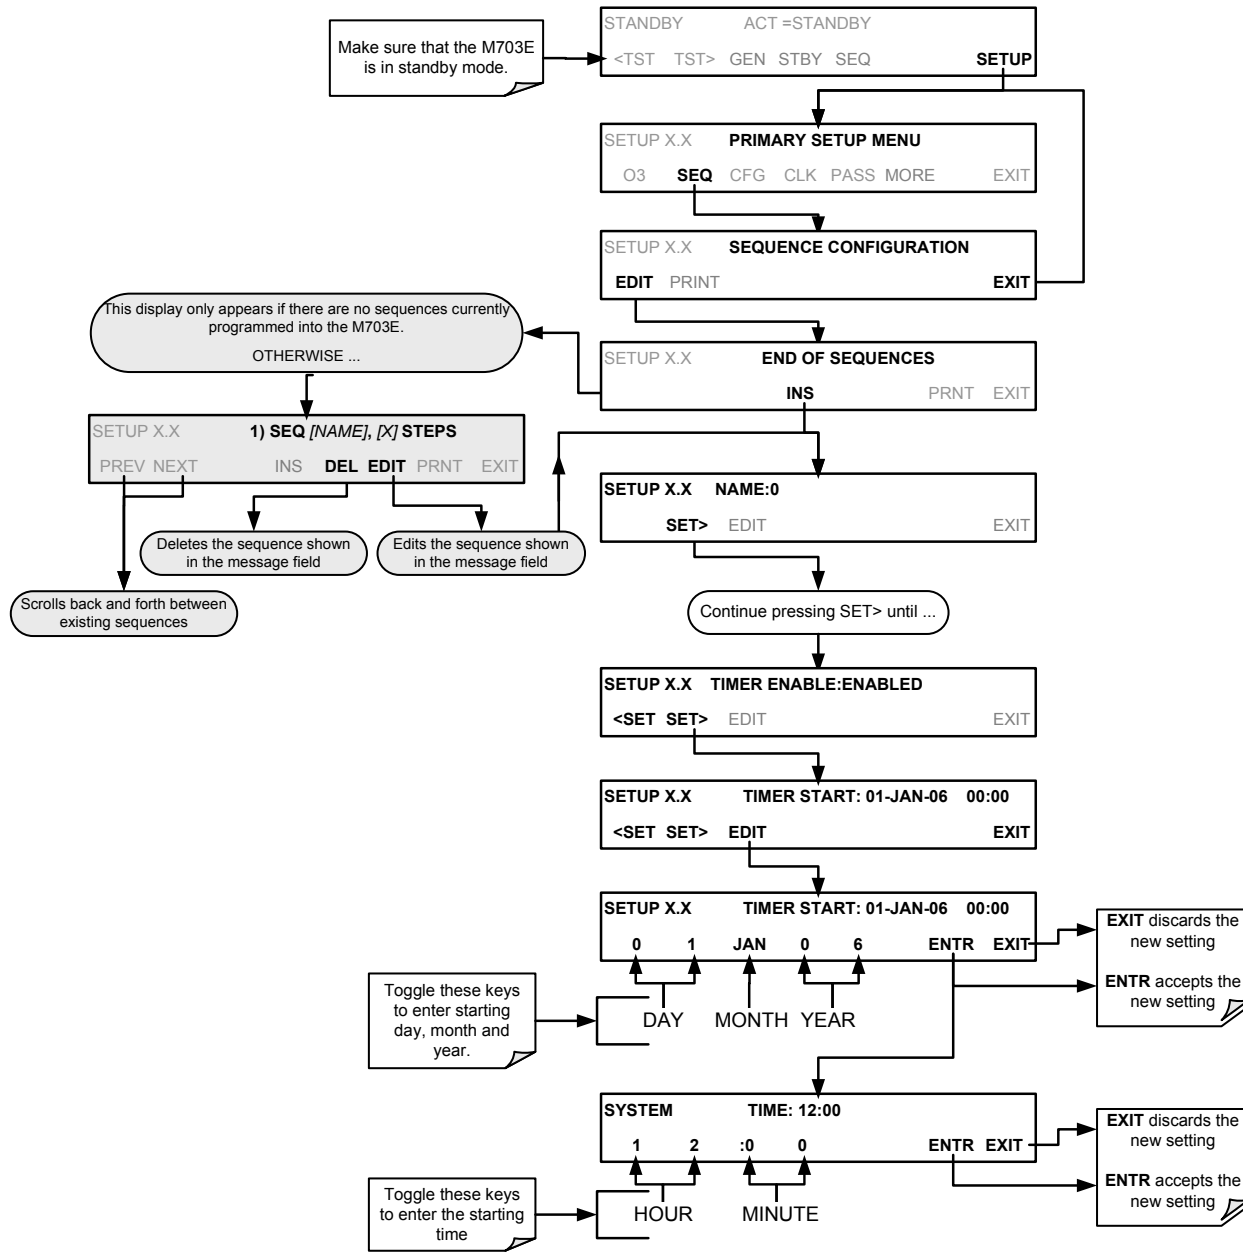 Make sure that the M703E
is in standby mode.
STANDBY ACT =STANDBY
<TST TST> GEN STBY SEQ SETUP
SETUP X.X PRIMARY SETUP MENU
O3 SEQ CFG CLK PASS MORE EXIT
SETUP X.X SEQUENCE CONFIGURATION
EDIT PRINT EXIT
This display only appears if there are no sequences currently
programmed into the M703E.
OTHERWISE ...
SETUP X.X END OF SEQUENCES
INS PRNT EXIT
SETUP X.X 1) SEQ [NAME], [X] STEPS
PREV NEXT INS DEL EDIT PRNT EXIT
Deletes the sequence shown
in the message field
Edits the sequence shown
in the message field
Scrolls back and forth between
existing sequences
SETUP X.X NAME:0
SET> EDIT EXIT
Continue pressing SET> until ...
SETUP X.X TIMER ENABLE:ENABLED
<SET SET> EDIT EXIT
SETUP X.X TIMER START: 01-JAN-06 00:00
<SET SET> EDIT EXIT
SETUP X.X TIMER START: 01-JAN-06 00:00
0 1 JAN 0 6 ENTR EXIT
EXIT discards the
new setting
ENTR accepts the
new setting
Toggle these keys
to enter starting
day, month and
year.
DAY MONTH YEAR
SYSTEM TIME: 12:00
1 2 :0 0 ENTR EXIT
EXIT discards the
new setting
ENTR accepts the
new setting
Toggle these keys
to enter the starting
time
HOUR MINUTE